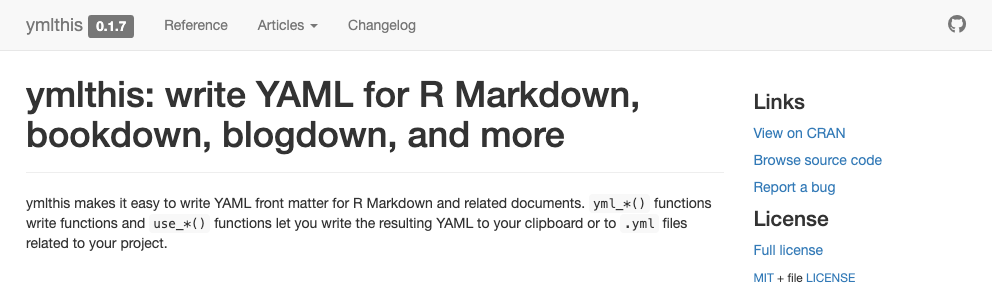 ymlthis 0.1.7 Reference Articles Changelog
ymlthis: write YAML for R Markdown,
bookdown, blogdown, and more
ymlthis makes it easy to write YAML front matter for R Markdown and related documents. yml_*() functions
write functions and use_*() functions let you write the resulting YAML to your clipboard or to .yml files
related to your project.
Links
View on CRAN
Browse source code
Report a bug
License
Full license
MIT + file LICENSE